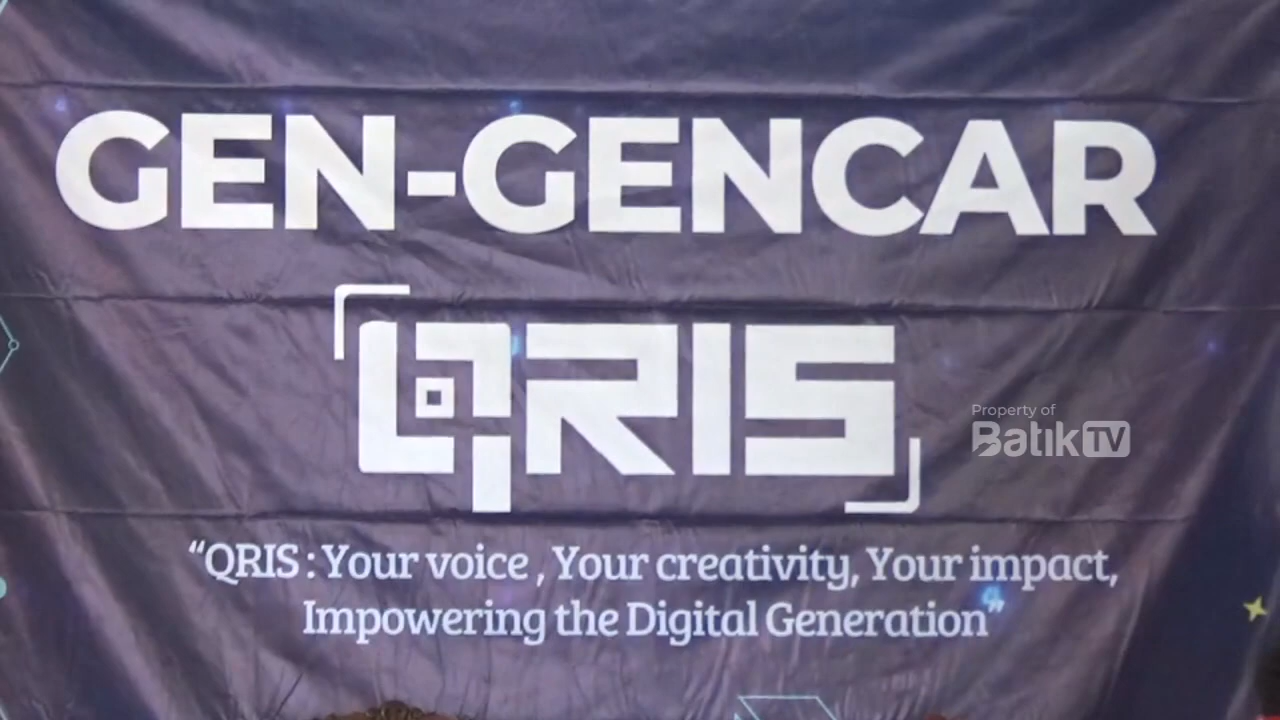 GEN-GENCAR
QRIS
Property of
BatikTV
“QRIS : Your voice , Your creativity, Your impact,
Impowering the Digital Generation”